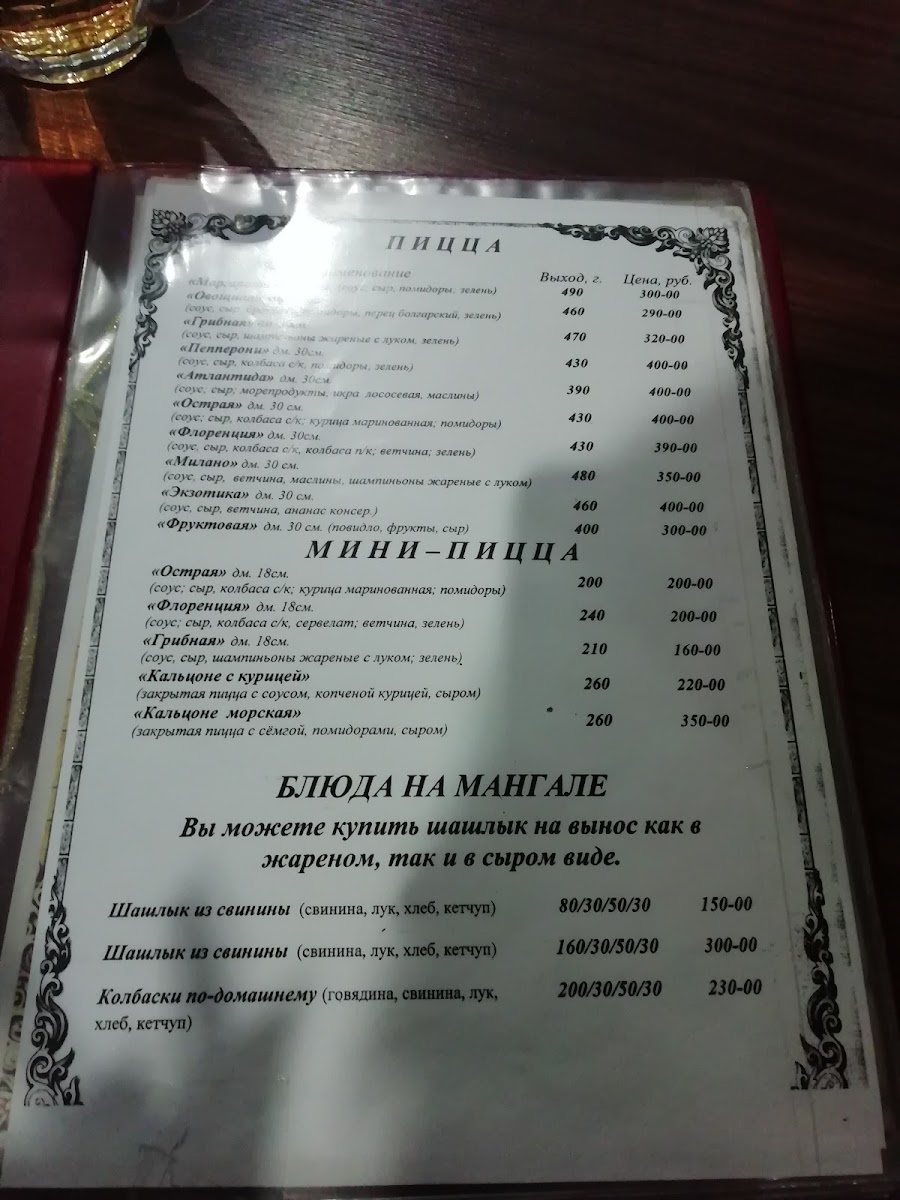 ПИЦЦА
Выход, г. Цена, руб.
сыр, помидоры, зелень) 490 300-00
(соус, сыр, перец болгарский, зелень) 460 290-00
«Грибная»
(соус, сыр, шампиньоны жареные с луком, зелень) 470 320-00
«Пепперони» дм. 30см.
(соус, сыр, колбаса с/к, помидоры, зелень) 430 400-00
«Атлантида» дм. 30см.
(соус, сыр; морепродукты, икра лососевая, маслины) 390 400-00
«Острая» дм. 30 см.
(соус; сыр, колбаса с/к; курица маринованная; помидоры) 430 400-00
«Флоренция» дм. 30см.
(соус, сыр, колбаса с/к, колбаса п/к; ветчина; зелень) 430 390-00
«Милано» дм. 30 см.
(соус, сыр, ветчина, маслины, шампиньоны жареные с луком) 480 350-00
«Экзотика» дм. 30 см.
(соус, сыр, ветчина, ананас консер.) 460 400-00
«Фруктовая» дм. 30 см. (повидло, фрукты, сыр) 400 300-00
МИНИ–ПИЦЦА
«Острая» дм. 18см.
(соус; сыр, колбаса с/к; курица маринованная; помидоры) 200 200-00
«Флоренция» дм. 18см.
(соус; сыр, колбаса с/к, сервелат; ветчина, зелень) 240 200-00
«Грибная» дм. 18см.
(соус, сыр, шампиньоны жареные с луком; зелень) 210 160-00
«Кальцоне с курицей»
(закрытая пицца с соусом, копченой курицей, сыром) 260 220-00
«Кальцоне морская»
(закрытая пицца с сёмгой, помидорами, сыром) 260 350-00
БЛЮДА НА МАНГАЛЕ
Вы можете купить шашлык на вынос как в
жареном, так и в сыром виде.
Шашлык из свинины (свинина, лук, хлеб, кетчуп) 80/30/50/30 150-00
Шашлык из свинины (свинина, лук, хлеб, кетчуп) 160/30/50/30 300-00
Колбаски по-домашнему (говядина, свинина, лук, 200/30/50/30 230-00
хлеб, кетчуп)